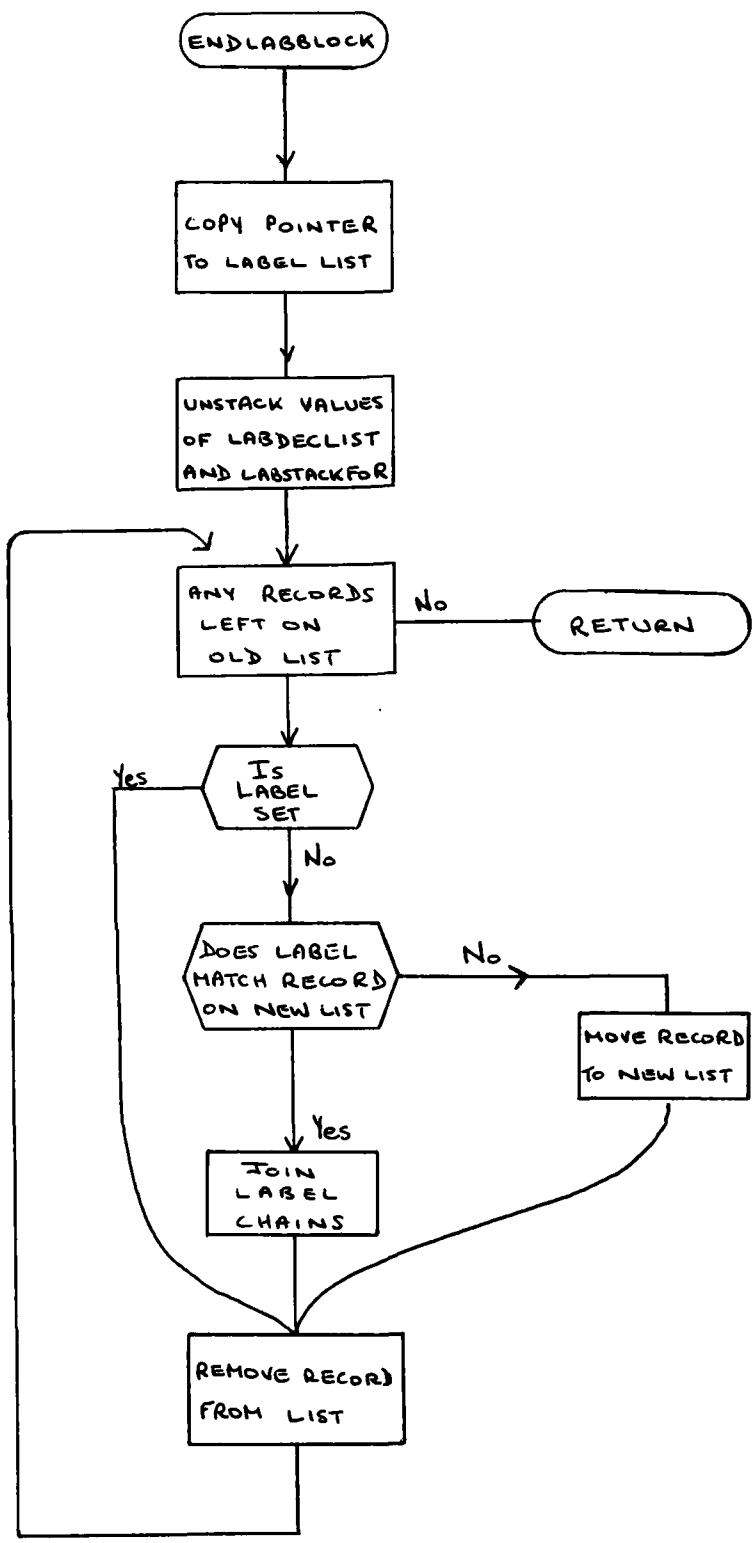 ENDLABBLOCK
COPY POINTER
TO LABEL LIST
UNSTACK VALUES
OF LABDECLIST
AND LABSTACKFOR
ANY RECORDS
LEFT ON
OLD LIST
No
RETURN
Is
LABEL
SET
Yes
No
DOES LABEL
MATCH RECORD
ON NEW LIST
No
MOVE RECORD
TO NEW LIST
Yes
JOIN
LABEL
CHAINS
REMOVE RECORD
FROM LIST